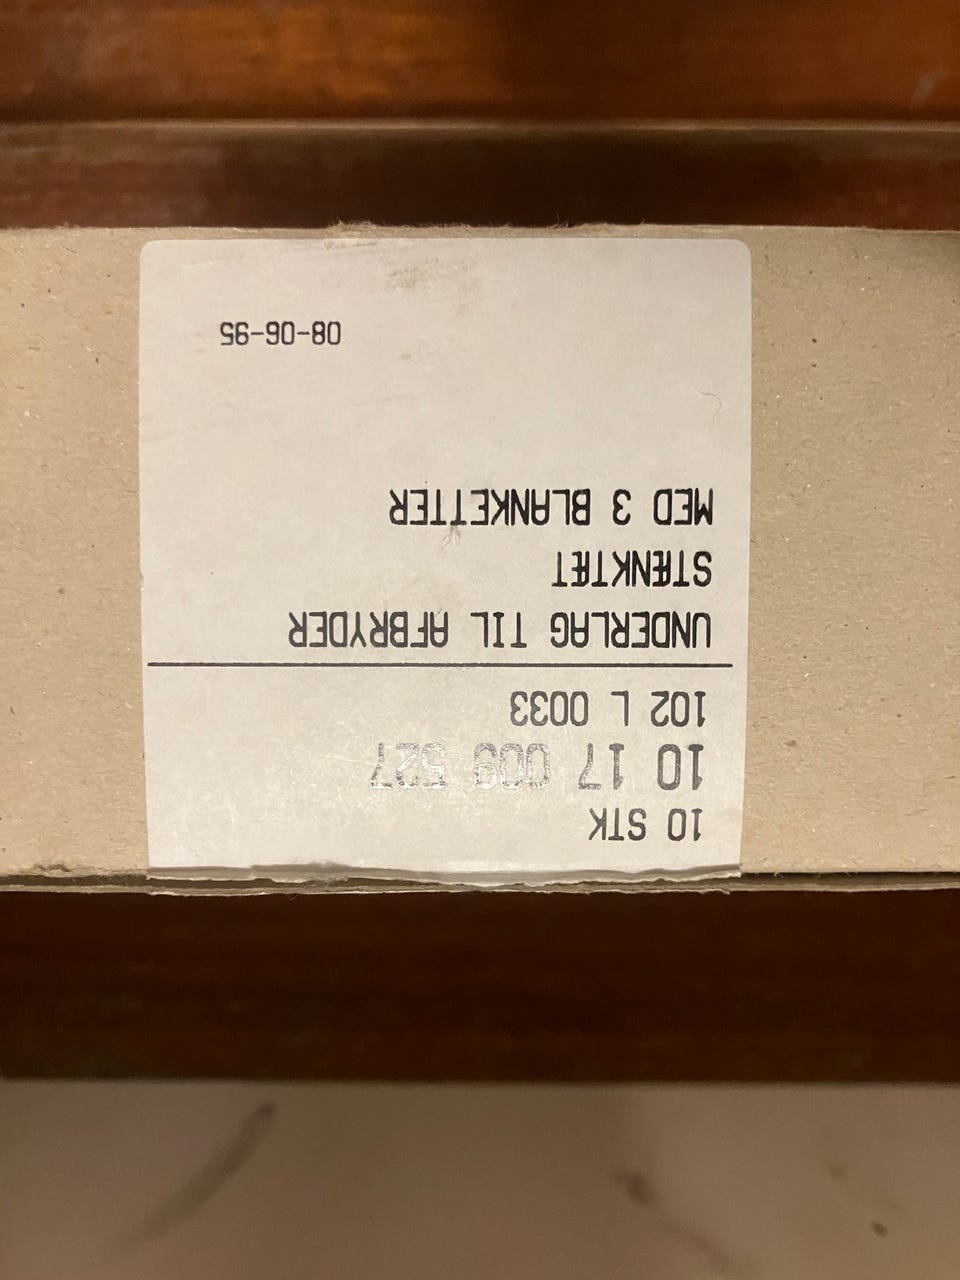 10 STK
10 17 009 527
102 L 0033
UNDERLAG TIL AFBRYDER
STÆNKTÆT
MED 3 BLANKETTER
08-06-95